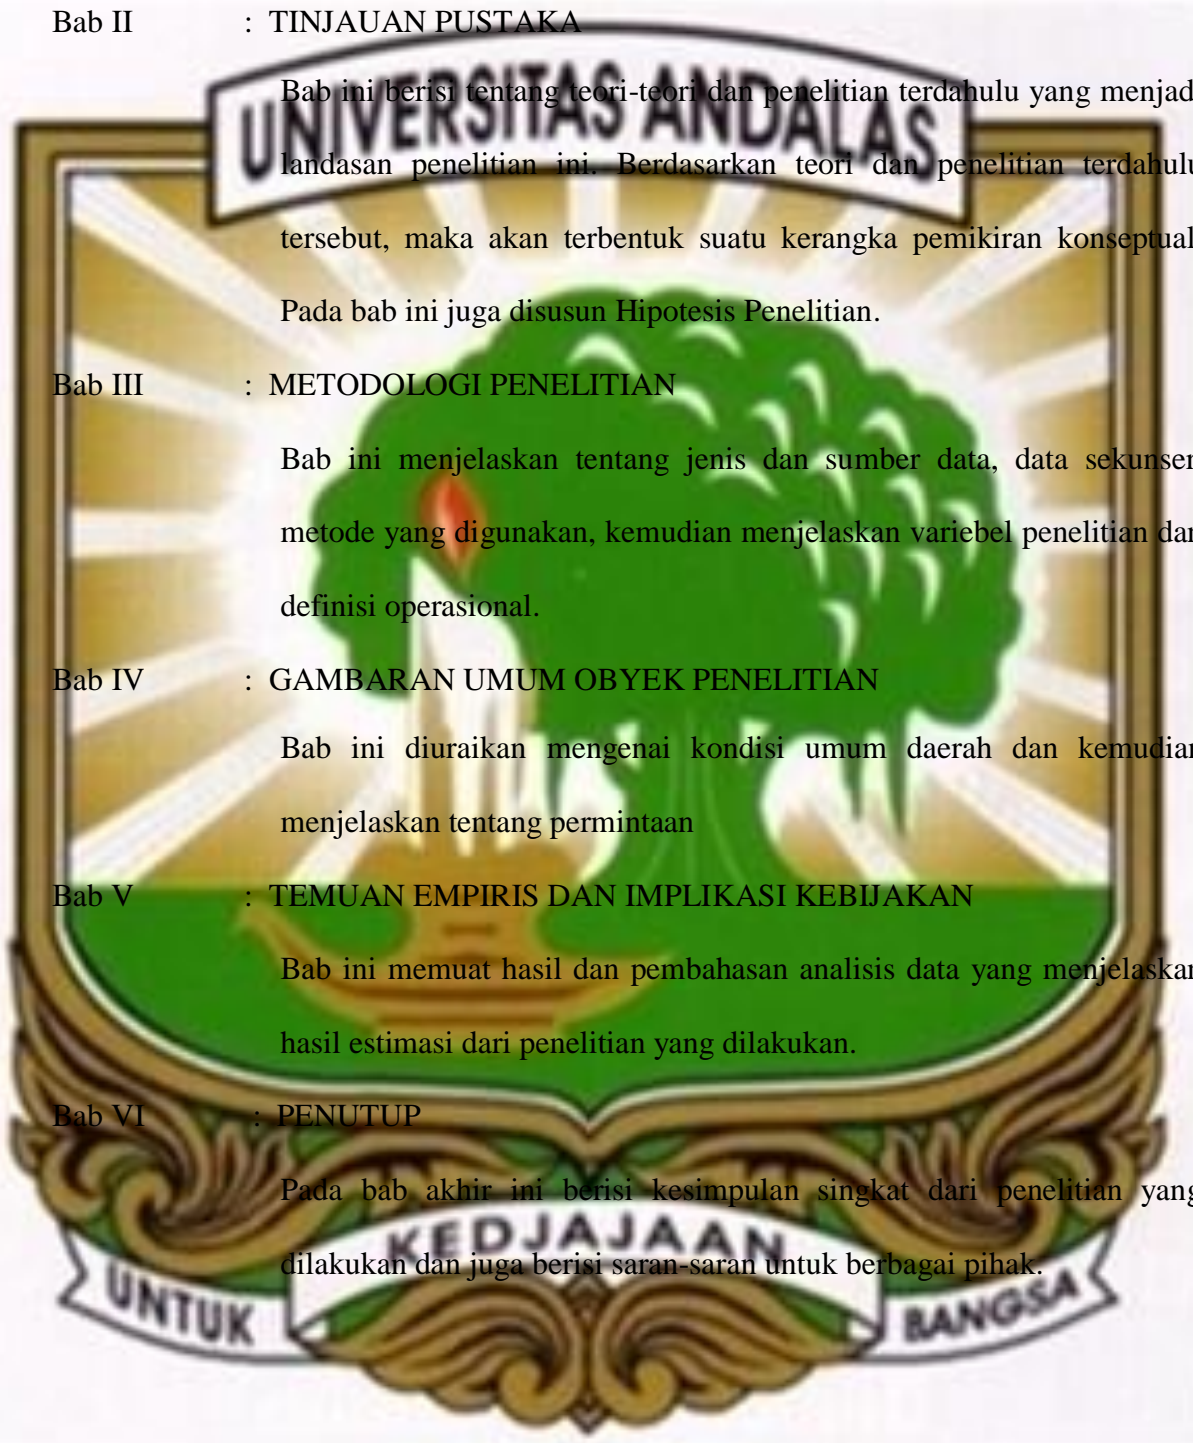 Bab II : TINJAUAN PUSTAKA
UNIVERSITAS ANDALAS
Bab ini berisi tentang teori-teori dan penelitian terdahulu yang menjad
landasan penelitian ini. Berdasarkan teori dan penelitian terdahulu
tersebut, maka akan terbentuk suatu kerangka pemikiran konseptual
Pada bab ini juga disusun Hipotesis Penelitian.
Bab III : METODOLOGI PENELITIAN
Bab ini menjelaskan tentang jenis dan sumber data, data sekunser
metode yang digunakan, kemudian menjelaskan variebel penelitian dan
definisi operasional.
Bab IV : GAMBARAN UMUM OBYEK PENELITIAN
Bab ini diuraikan mengenai kondisi umum daerah dan kemudian
menjelaskan tentang permintaan
Bab V : TEMUAN EMPIRIS DAN IMPLIKASI KEBIJAKAN
Bab ini memuat hasil dan pembahasan analisis data yang menjelaskan
hasil estimasi dari penelitian yang dilakukan.
Bab VI : PENUTUP
Pada bab akhir ini berisi kesimpulan singkat dari penelitian yang
dilakukan dan juga berisi saran-saran untuk berbagai pihak.
UNTUK KEDJAJAAN BANGSA